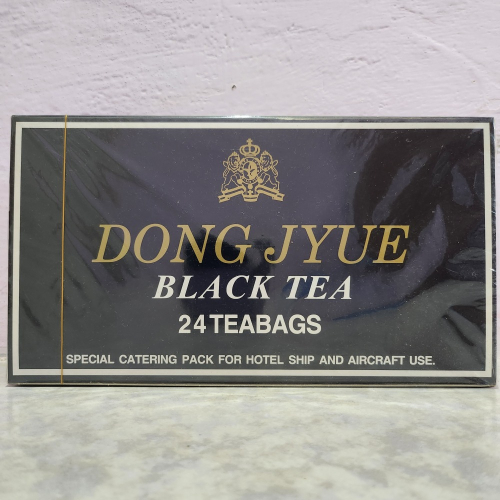 DONG JYUE
BLACK TEA
24 TEABAGS
SPECIAL CATERING PACK FOR HOTEL SHIP AND AIRCRAFT USE.